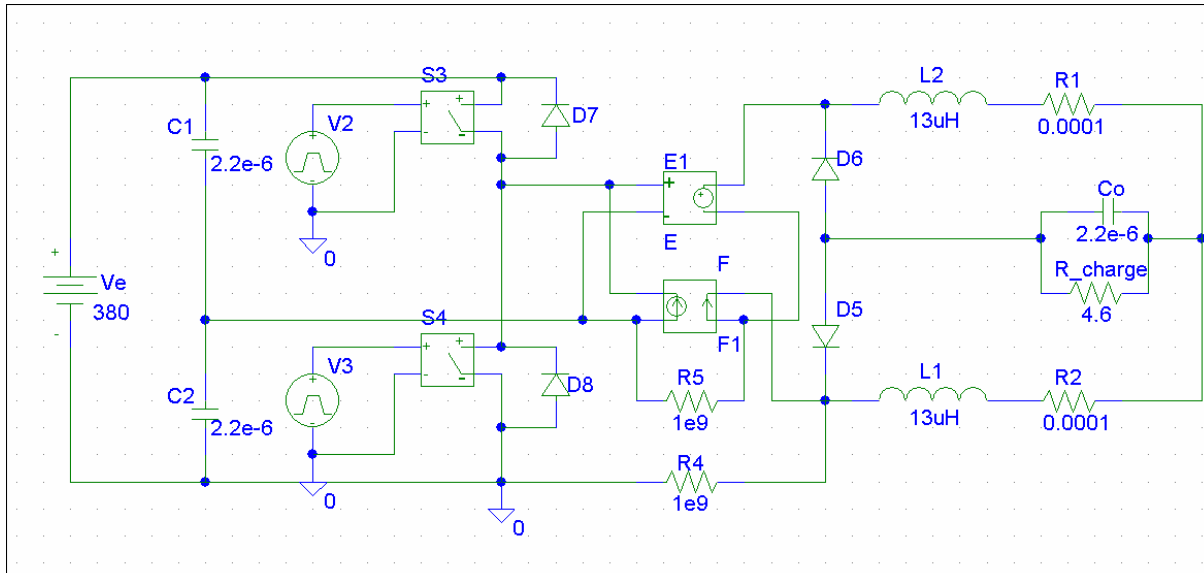 S3
L2
R1
C1
V2
D7
13uH
0.0001
2.2e-6
+
-
+
-
E1
D6
Co
+
-
E
2.2e-6
0
+
Ve
F
R_charge
380
S4
D5
4.6
-
V3
+
-
+
-
F1
C2
D8
R5
L1
R2
2.2e-6
1e9
13uH
0.0001
R4
0
0
1e9